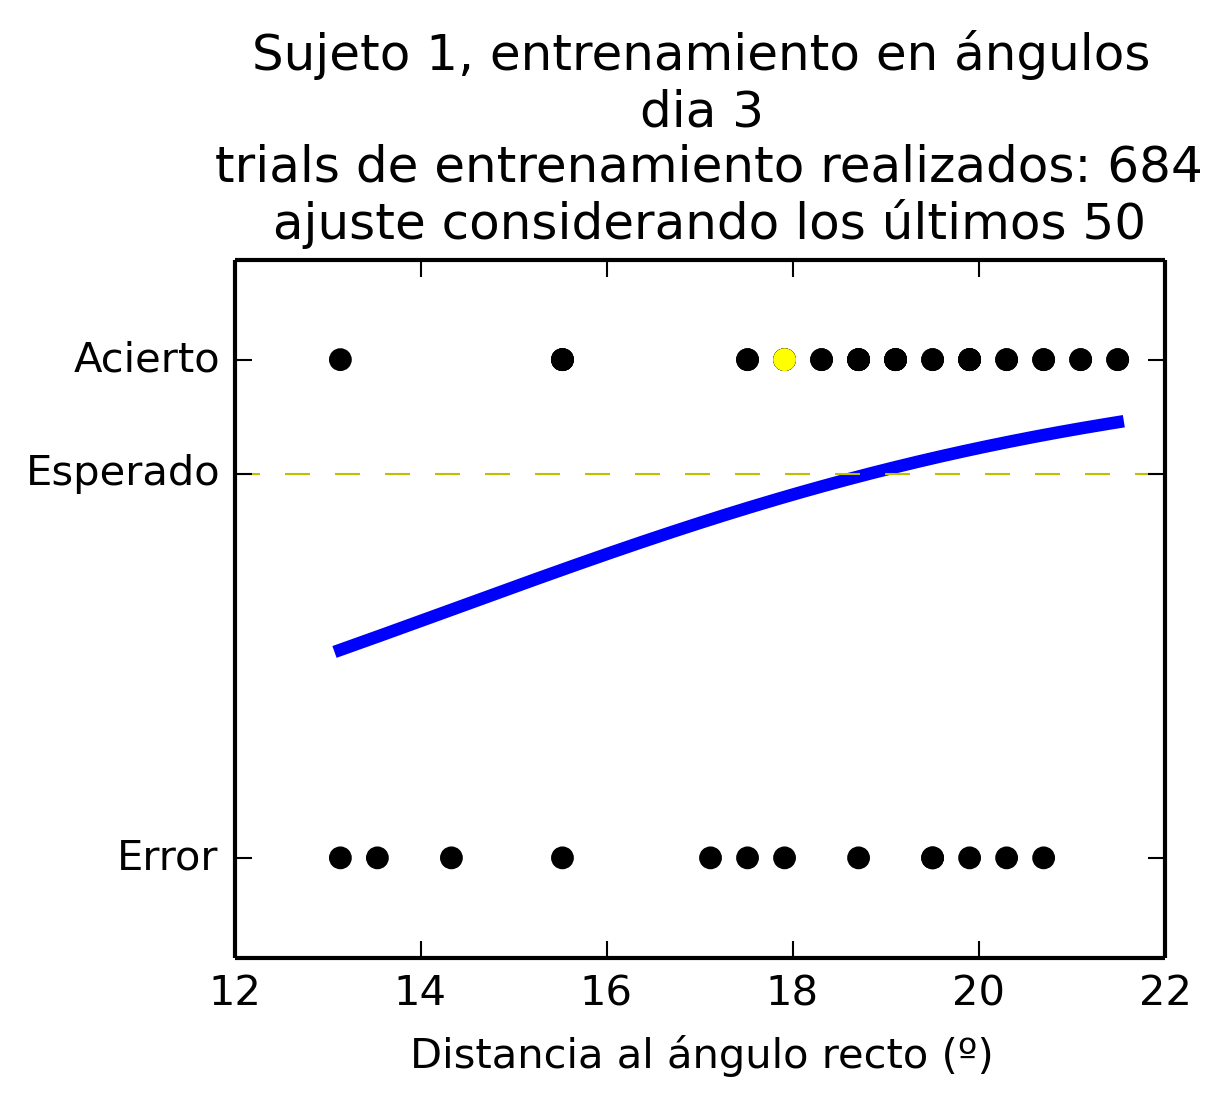 Sujeto 1, entrenamiento en ángulos
dia 3
trials de entrenamiento realizados: 684
ajuste considerando los últimos 50
Acierto
Esperado
Error
12 14 16 18 20 22
Distancia al ángulo recto (º)